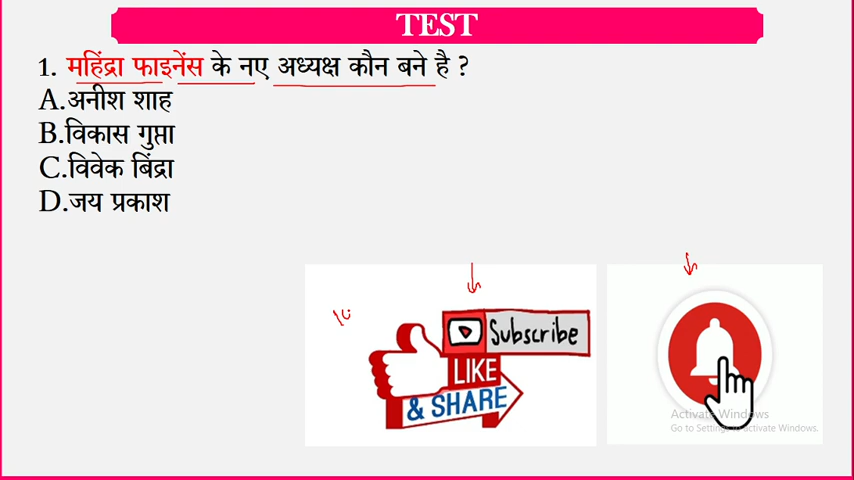 TEST
1. महिंद्रा फाइनेंस के नए अध्यक्ष कौन बने है ?
A.अनीश शाह
B.विकास गुप्ता
C.विवेक बिंद्रा
D.जय प्रकाश
Subscribe
LIKE
& SHARE
Activate Windows
Go to Settings to activate Windows.